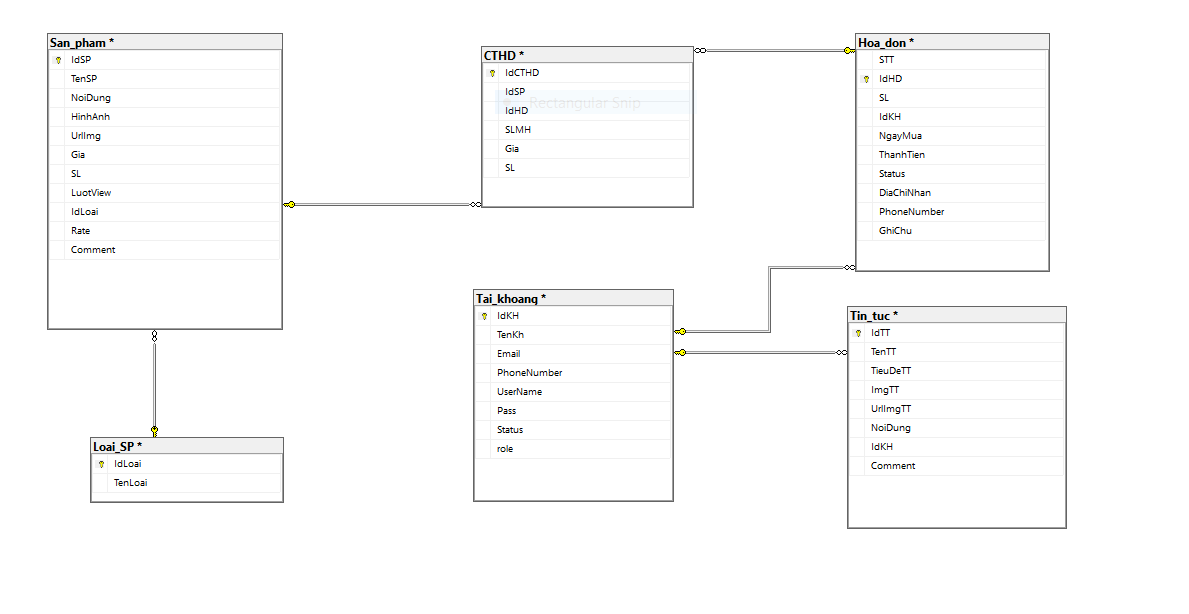 San_pham *
IdSP
TenSP
NoiDung
HinhAnh
UrlImg
Gia
SL
LuotView
IdLoai
Rate
Comment
CTHD *
IdCTHD
IdSP
IdHD
SLMH
Gia
SL
Rectangular Snip
Hoa_don *
STT
IdHD
SL
IdKH
NgayMua
ThanhTien
Status
DiaChiNhan
PhoneNumber
GhiChu
Tai_khoang *
IdKH
TenKh
Email
PhoneNumber
UserName
Pass
Status
role
Tin_tuc *
IdTT
TenTT
TieuDeTT
ImgTT
UrlImgTT
NoiDung
IdKH
Comment
Loai_SP *
IdLoai
TenLoai